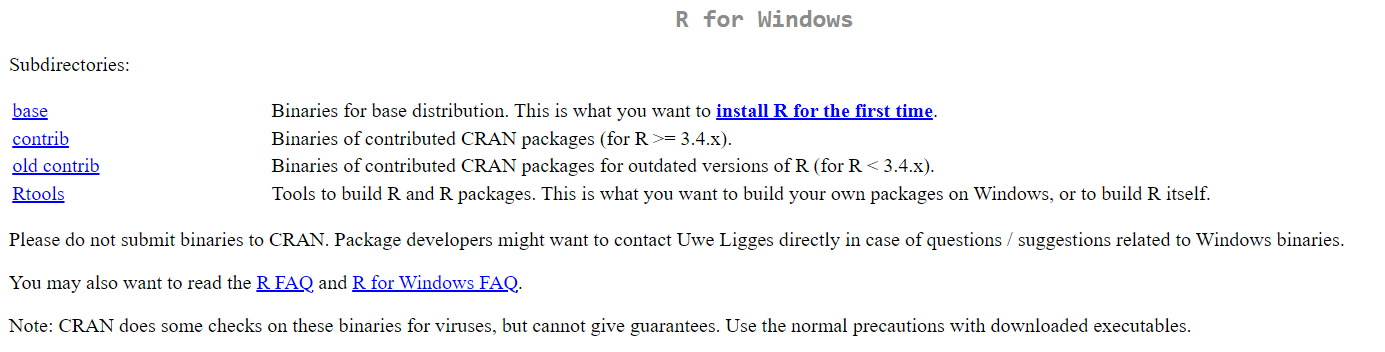 R for Windows
Subdirectories:
base Binaries for base distribution. This is what you want to install R for the first time.
contrib Binaries of contributed CRAN packages (for R >= 3.4.x).
old contrib Binaries of contributed CRAN packages for outdated versions of R (for R < 3.4.x).
Rtools Tools to build R and R packages. This is what you want to build your own packages on Windows, or to build R itself.
Please do not submit binaries to CRAN. Package developers might want to contact Uwe Ligges directly in case of questions / suggestions related to Windows binaries.
You may also want to read the R FAQ and R for Windows FAQ.
Note: CRAN does some checks on these binaries for viruses, but cannot give guarantees. Use the normal precautions with downloaded executables.